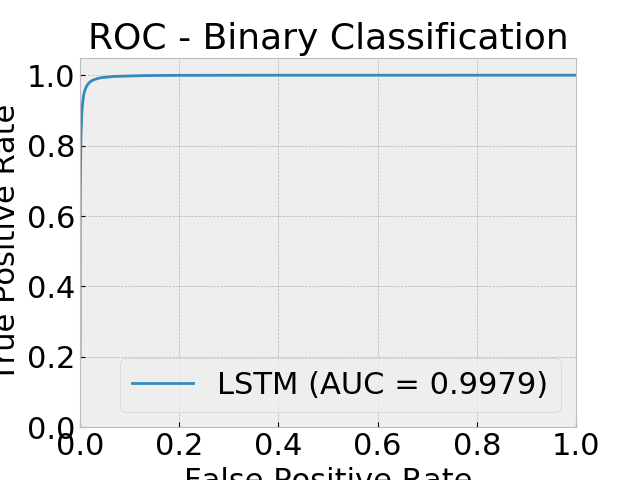 ROC - Binary Classification
True Positive Rate
1.0
0.8
0.6
0.4
0.2
0.0
LSTM (AUC = 0.9979)
0.0 0.2 0.4 0.6 0.8 1.0
False Positive Rate